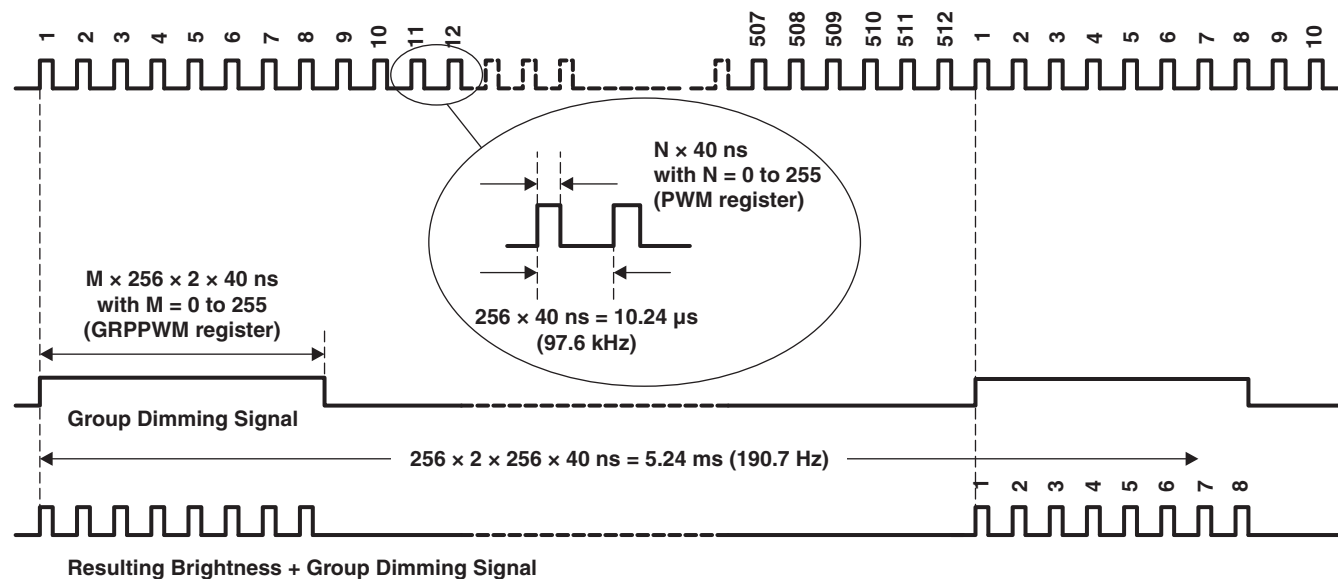 1 2 3 4 5 6 7 8 9 10 11 12 507 508 509 510 511 512 1 2 3 4 5 6 7 8 9 10
N × 40 ns
with N = 0 to 255
(PWM register)
M × 256 × 2 × 40 ns
with M = 0 to 255
(GRPPWM register)
256 × 40 ns = 10.24 µs
(97.6 kHz)
Group Dimming Signal
256 × 2 × 256 × 40 ns = 5.24 ms (190.7 Hz)
1 2 3 4 5 6 7 8
Resulting Brightness + Group Dimming Signal